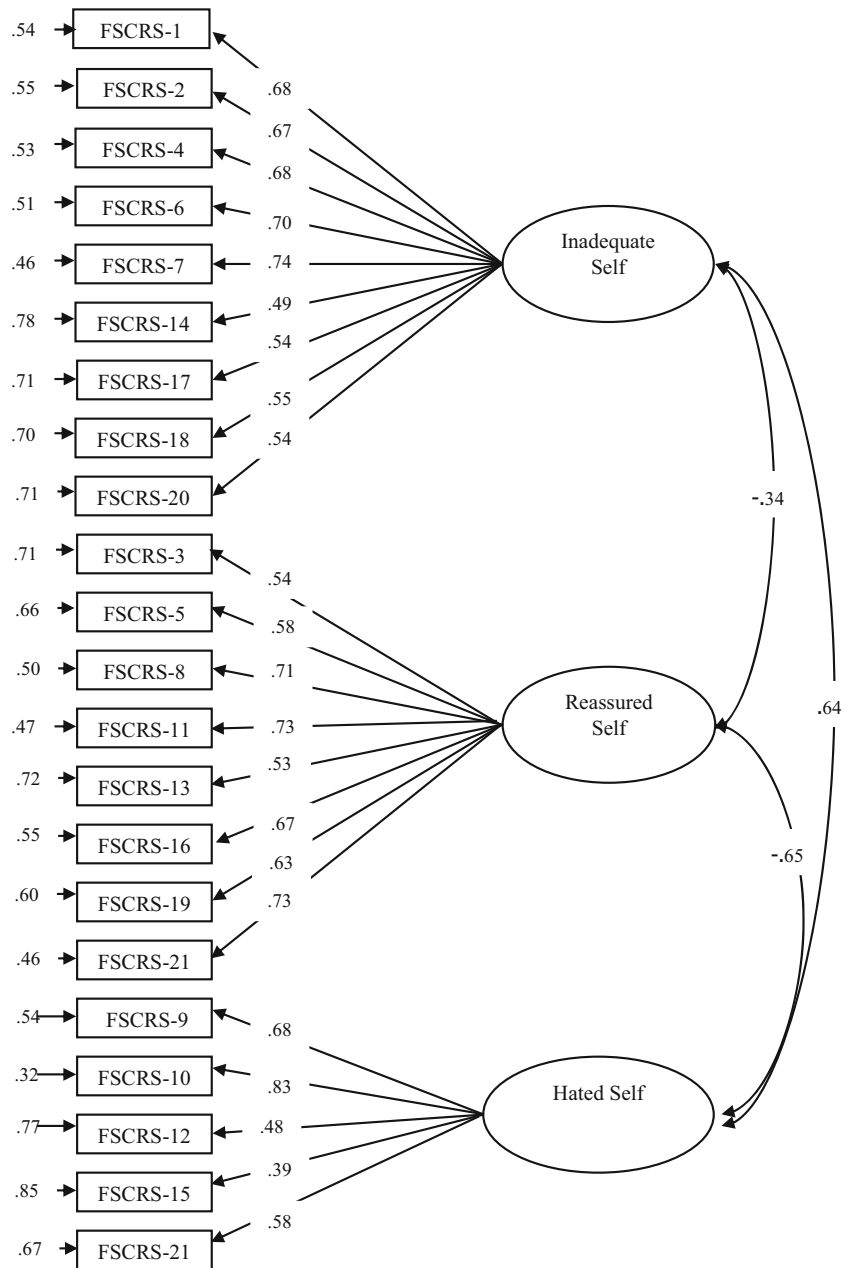 .54 FSCRS-1 .68
.55 FSCRS-2 .67
.53 FSCRS-4 .68
.51 FSCRS-6 .70
.46 FSCRS-7 .74
.78 FSCRS-14 .49
.71 FSCRS-17 .54
.70 FSCRS-18 .55
.71 FSCRS-20 .54
Inadequate
Self
-.34
.71 FSCRS-3 .54
.66 FSCRS-5 .58
.50 FSCRS-8 .71
.47 FSCRS-11 .73
.72 FSCRS-13 .53
.55 FSCRS-16 .67
.60 FSCRS-19 .63
.46 FSCRS-21 .73
Reassured
Self
.64
-.65
.54 FSCRS-9 .68
.32 FSCRS-10 .83
.77 FSCRS-12 .48
.85 FSCRS-15 .39
.67 FSCRS-21 .58
Hated Self